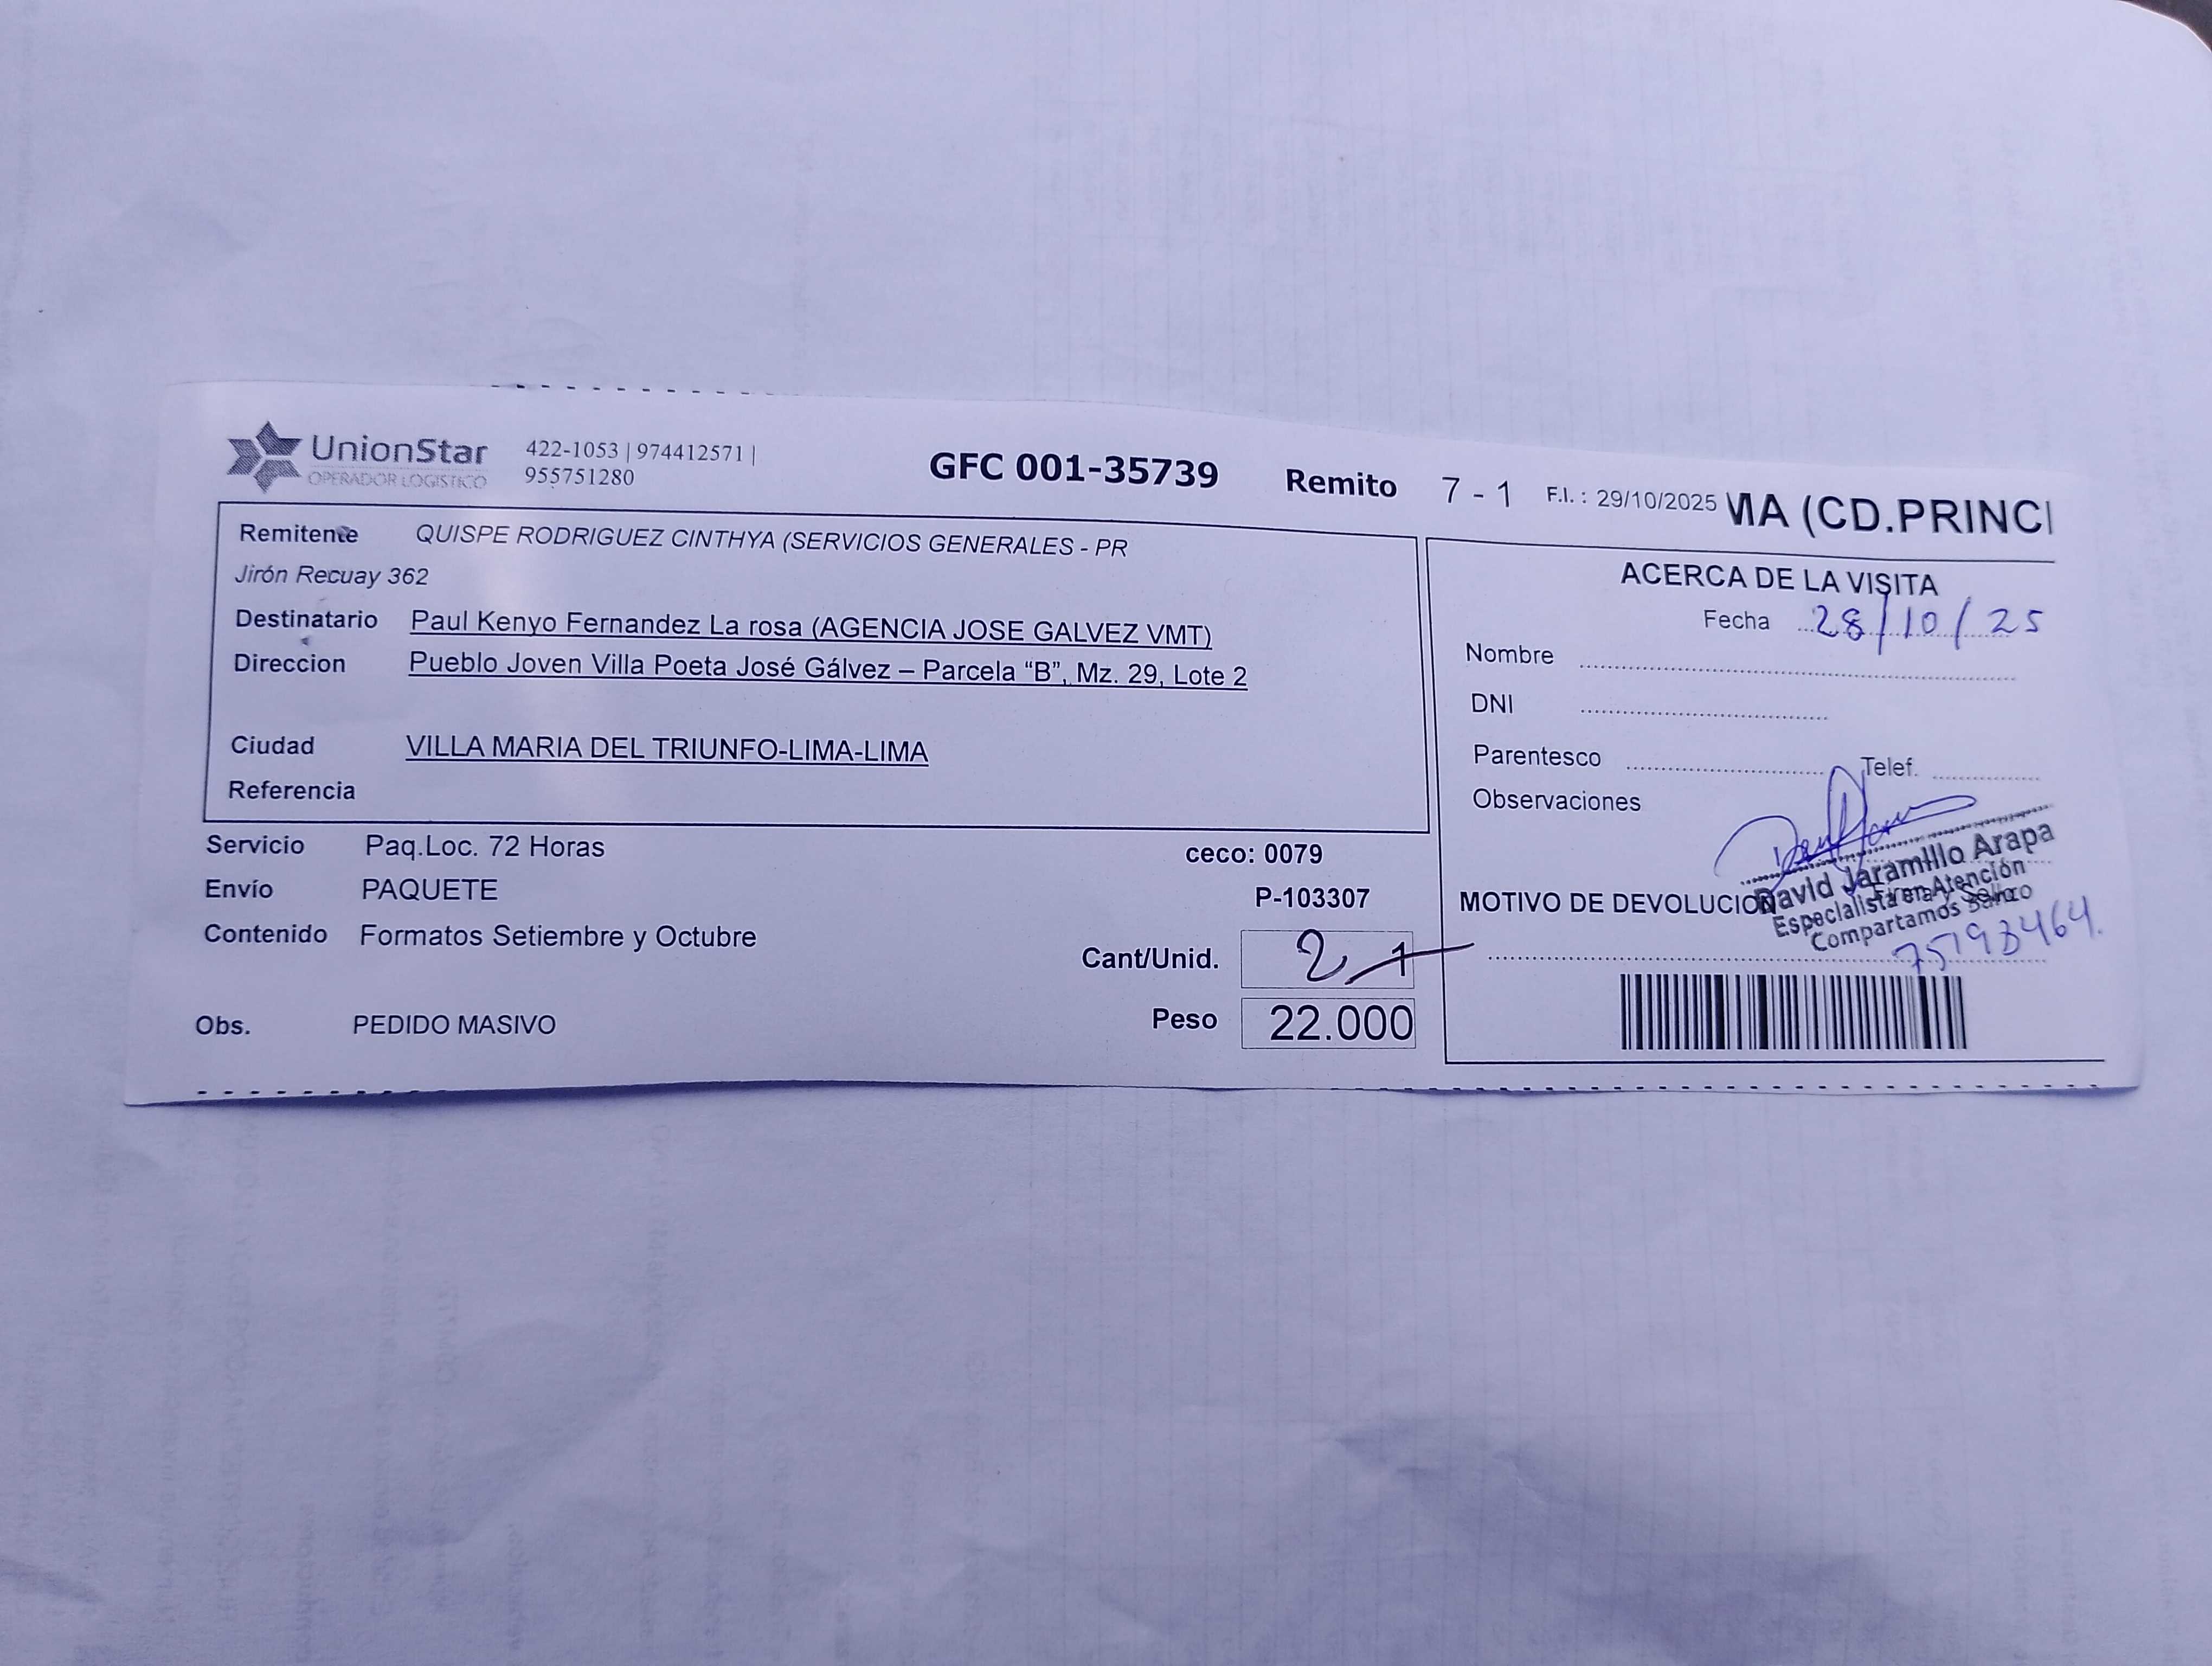 UnionStar
OPERADOR LOGISTICO
422-1053 | 974412571 |
955751280
GFC 001-35739
Remito 7 - 1
F.I. : 29/10/2025
MA (CD.PRINCI
Remitente QUISPE RODRIGUEZ CINTHYA (SERVICIOS GENERALES - PR
Jirón Recuay 362
Destinatario Paul Kenyo Fernandez La rosa (AGENCIA JOSE GALVEZ VMT)
Direccion Pueblo Joven Villa Poeta José Gálvez – Parcela “B”, Mz. 29, Lote 2
Ciudad VILLA MARIA DEL TRIUNFO-LIMA-LIMA
Referencia
Servicio Paq.Loc. 72 Horas
ceco: 0079
Envío PAQUETE
P-103307
Contenido Formatos Setiembre y Octubre
Cant/Unid. 2 1
Obs. PEDIDO MASIVO
Peso 22.000
ACERCA DE LA VISITA
Fecha 28/10/25
Nombre
DNI
Parentesco Telef.
Observaciones
David Jaramillo Arapa
Especialista en Atención
Compartamos
Firma y Sello
MOTIVO DE DEVOLUCION
75193464.